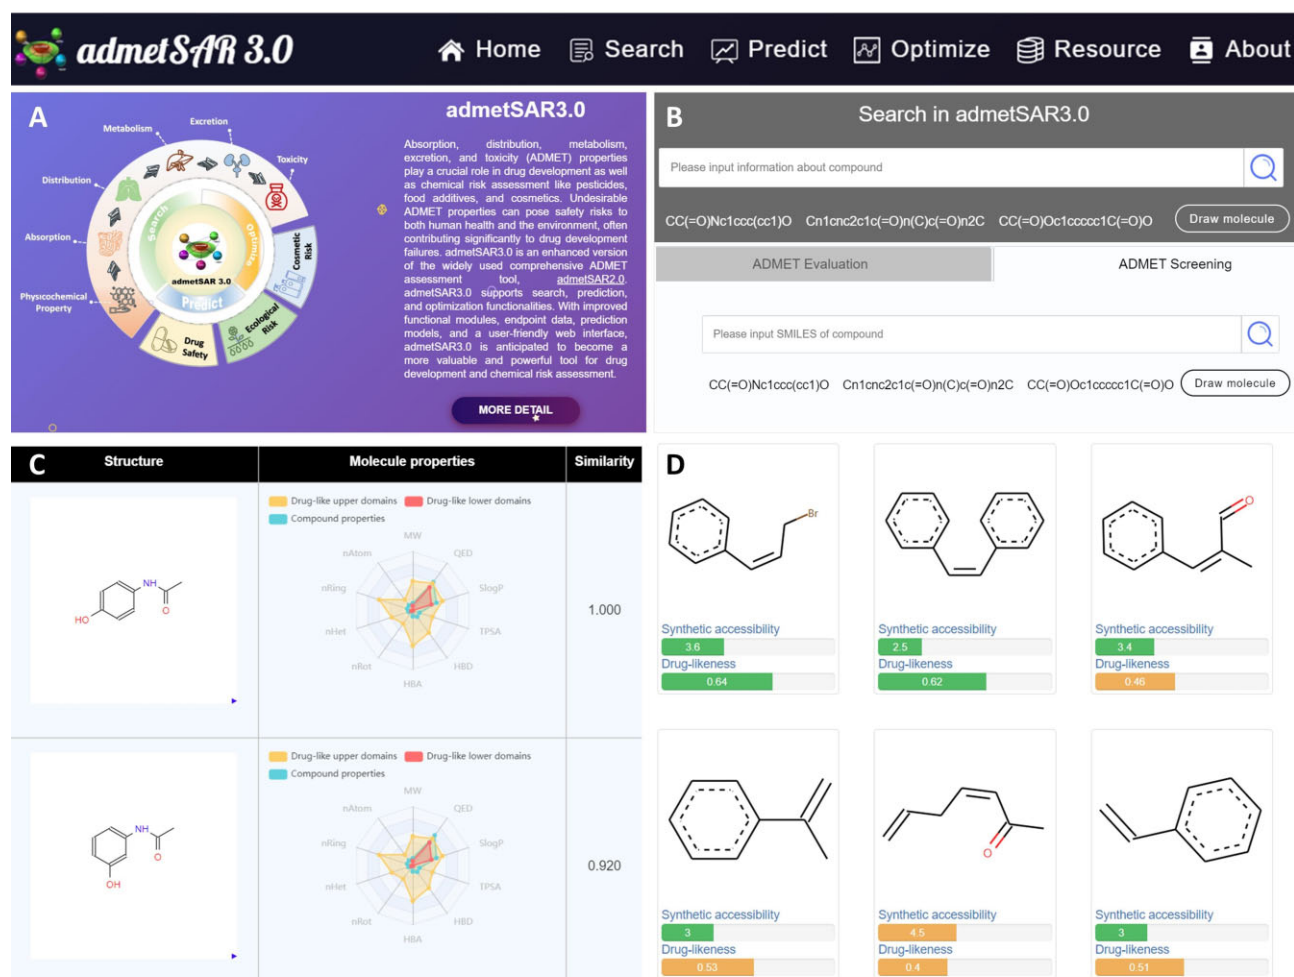 admetSAR 3.0
Home
Search
Predict
Optimize
Resource
About
A
Metabolism
Excretion
Toxicity
Distribution
Absorption
Physicochemical
Property
Search
Optimize
Predict
admetSAR 3.0
Cosmetic
Risk
Ecological
Risk
Drug
Safety
admetSAR3.0
Absorption, distribution, metabolism,
excretion, and toxicity (ADMET) properties
play a crucial role in drug development as well
as chemical risk assessment like pesticides,
food additives, and cosmetics. Undesirable
ADMET properties can pose safety risks to
both human health and the environment, often
contributing significantly to drug development
failures. admetSAR3.0 is an enhanced version
of the widely used comprehensive ADMET
assessment tool, admetSAR2.0.
admetSAR3.0 supports search, prediction,
and optimization functionalities. With improved
functional modules, endpoint data, prediction
models, and a user-friendly web interface,
admetSAR3.0 is anticipated to become a
more valuable and powerful tool for drug
development and chemical risk assessment.
MORE DETAIL
B
Search in admetSAR3.0
Please input information about compound
CC(=O)Nc1ccc(cc1)O Cn1cnc2c1c(=O)n(C)c(=O)n2C CC(=O)Oc1ccccc1C(=O)O Draw molecule
ADMET Evaluation
ADMET Screening
Please input SMILES of compound
CC(=O)Nc1ccc(cc1)O Cn1cnc2c1c(=O)n(C)c(=O)n2C CC(=O)Oc1ccccc1C(=O)O Draw molecule
C
Structure
Molecule properties
Similarity
HO
NH
O
Drug-like upper domains
Drug-like lower domains
Compound properties
MW
QED
SlogP
TPSA
HBD
HBA
nRot
nHet
nRing
nAtom
1.000
NH
O
OH
Drug-like upper domains
Drug-like lower domains
Compound properties
MW
QED
SlogP
TPSA
HBD
HBA
nRot
nHet
nRing
nAtom
0.920
D
Br
Synthetic accessibility
3.6
Drug-likeness
0.64
Synthetic accessibility
2.5
Drug-likeness
0.62
O
Synthetic accessibility
3.4
Drug-likeness
0.46
Synthetic accessibility
3
Drug-likeness
0.53
O
Synthetic accessibility
4.5
Drug-likeness
0.4
Synthetic accessibility
3
Drug-likeness
0.51